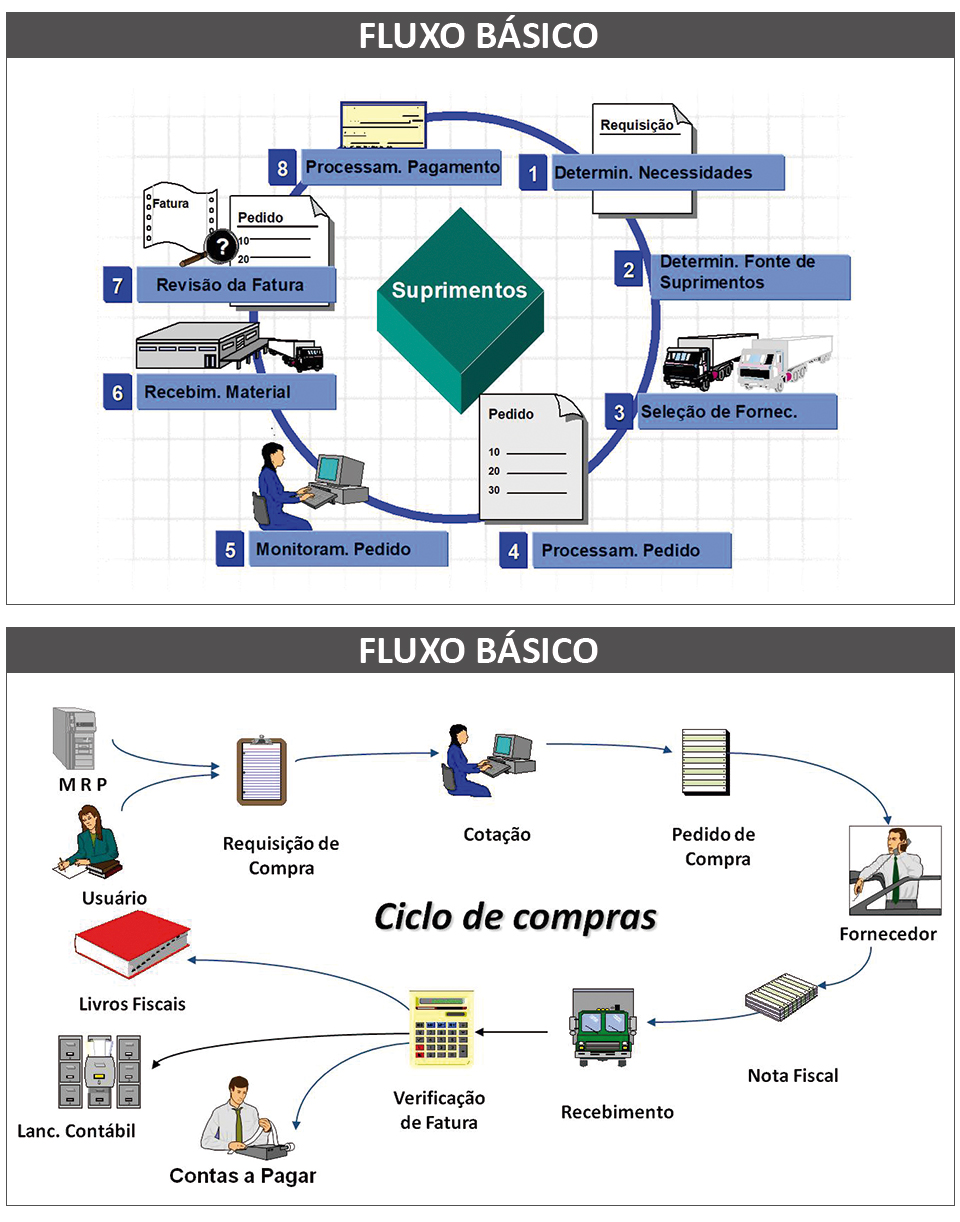 FLUXO BÁSICO
Requisição
1
Determin. Necessidades
2
Determin. Fonte de
Suprimentos
3
Seleção de Fornec.
Pedido
10
20
30
4
Processam. Pedido
5
Monitoram. Pedido
6
Recebim. Material
Fatura
?
Pedido
10
20
7
Revisão da Fatura
8
Processam. Pagamento
Suprimentos
FLUXO BÁSICO
M R P
Usuário
Requisição de
Compra
Cotação
Pedido de
Compra
Fornecedor
Ciclo de compras
Nota Fiscal
Recebimento
Verificação
de Fatura
Livros Fiscais
Lanc. Contábil
Contas a Pagar